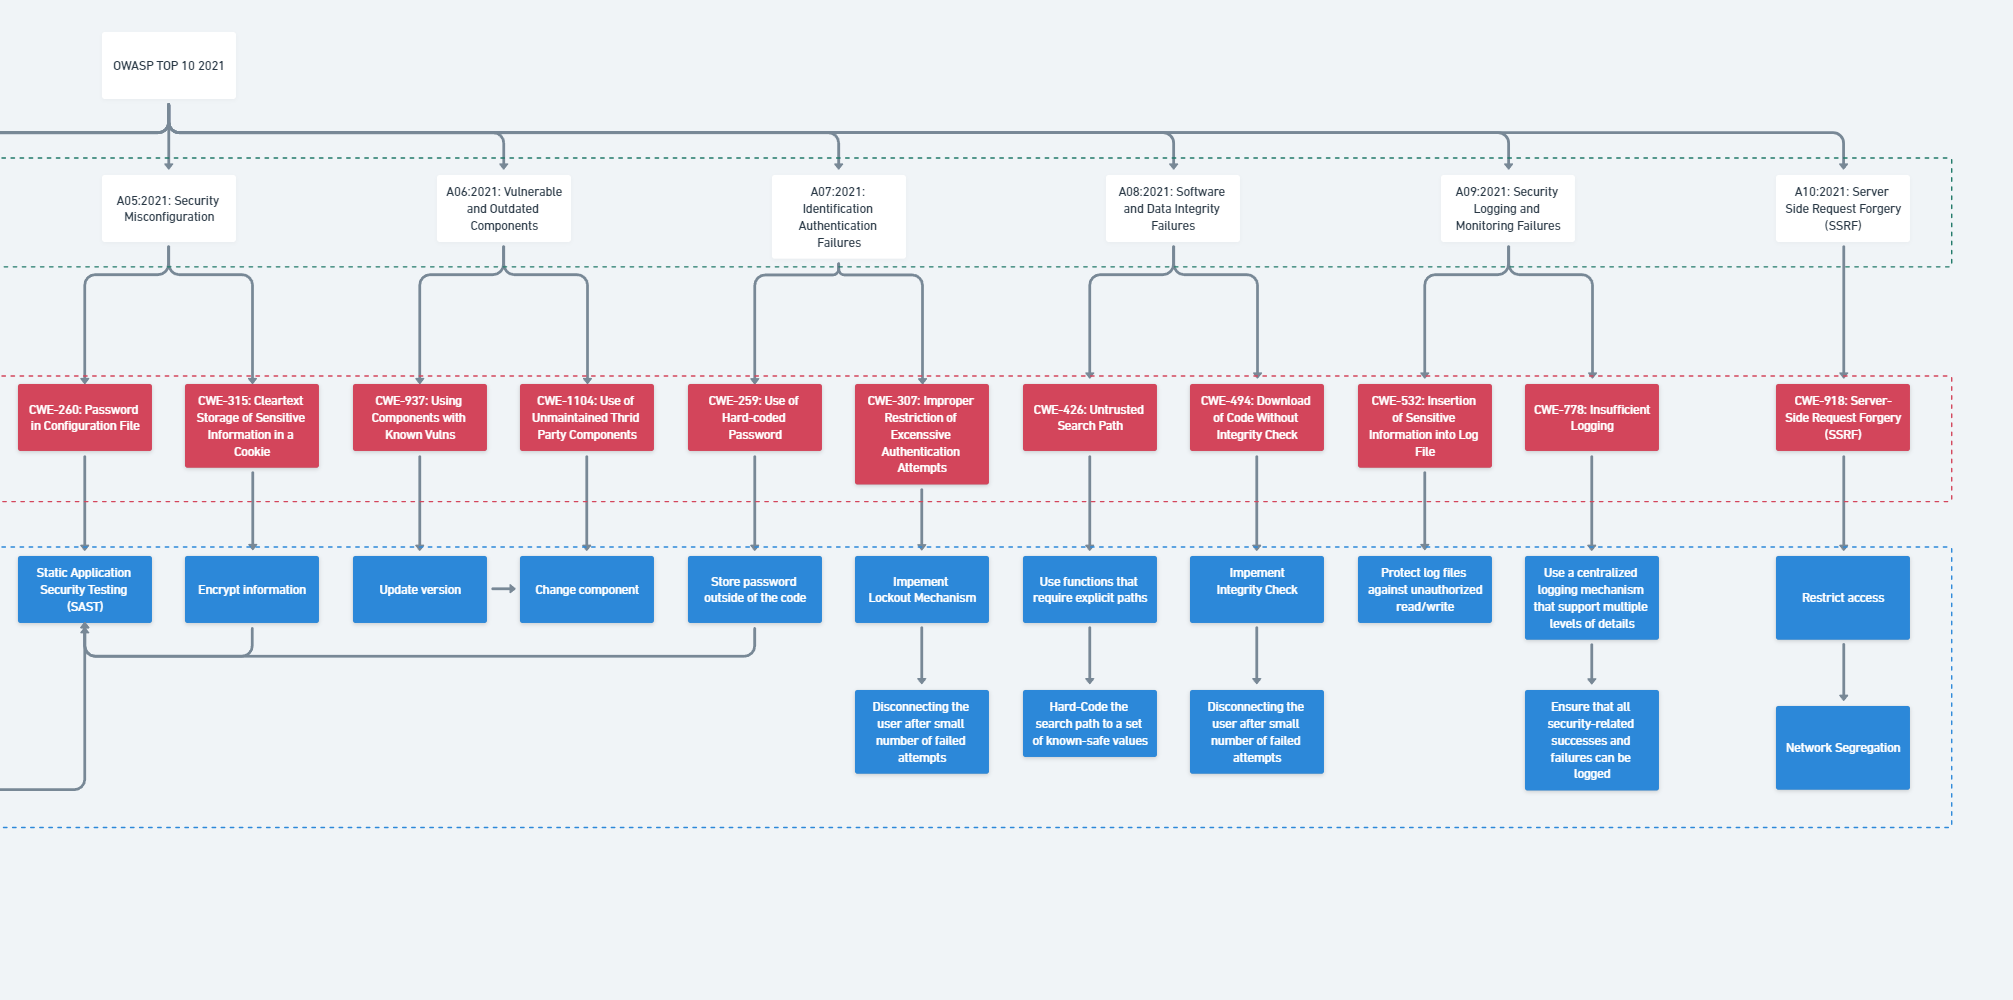 OWASP TOP 10 2021
A05:2021: Security
Misconfiguration
A06:2021: Vulnerable
and Outdated
Components
A07:2021:
Identification
Authentication
Failures
A08:2021: Software
and Data Integrity
Failures
A09:2021: Security
Logging and
Monitoring Failures
A10:2021: Server
Side Request Forgery
(SSRF)
CWE-260: Password
in Configuration File
CWE-315: Cleartext
Storage of Sensitive
Information in a
Cookie
CWE-937: Using
Components with
Known Vulns
CWE-1104: Use of
Unmaintained Thrid
Party Components
CWE-259: Use of
Hard-coded
Password
CWE-307: Improper
Restriction of
Excenssive
Authentication
Attempts
CWE-426: Untrusted
Search Path
CWE-494: Download
of Code Without
Integrity Check
CWE-532: Insertion
of Sensitive
Information into Log
File
CWE-778: Insufficient
Logging
CWE-918: Server-
Side Request Forgery
(SSRF)
Static Application
Security Testing
(SAST)
Encrypt information
Update version
Change component
Store password
outside of the code
Impement
Lockout Mechanism
Use functions that
require explicit paths
Impement
Integrity Check
Protect log files
against unauthorized
read/write
Use a centralized
logging mechanism
that support multiple
levels of details
Restrict access
Disconnecting the
user after small
number of failed
attempts
Hard-Code the
search path to a set
of known-safe values
Disconnecting the
user after small
number of failed
attempts
Ensure that all
security-related
successes and
failures can be
logged
Network Segregation